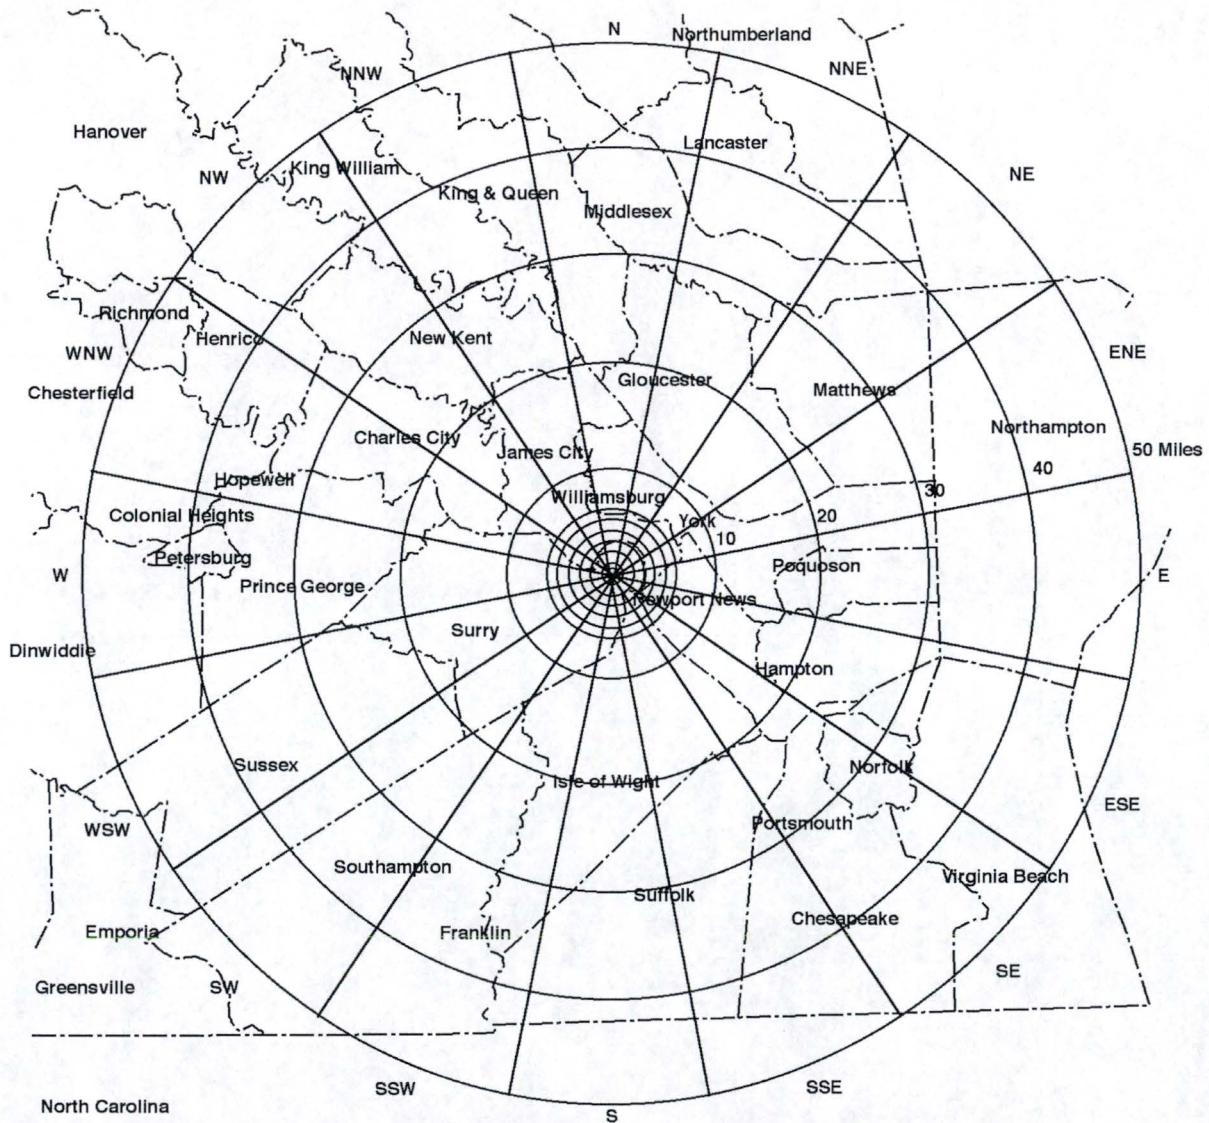 N
Northumberland
NNW
NNE
Hanover
Lancaster
King William
NW
NE
King & Queen
Middlesex
Richmond
Henrico
New Kent
WNW
ENE
Gloucester
Chesterfield
Matthews
Northampton
Charles City
James City
50 Miles
40
Hopewell
30
Williamsburg
Colonial Heights
York
20
10
Petersburg
Poquoson
W
E
Prince George
Newport News
Surry
Dinwiddie
Hampton
Sussex
Norfolk
Isle of Wight
ESE
WSW
Portsmouth
Southampton
Virginia Beach
Suffolk
Chesapeake
Emporia
Franklin
SE
Greensville
SW
SSW
SSE
North Carolina
S